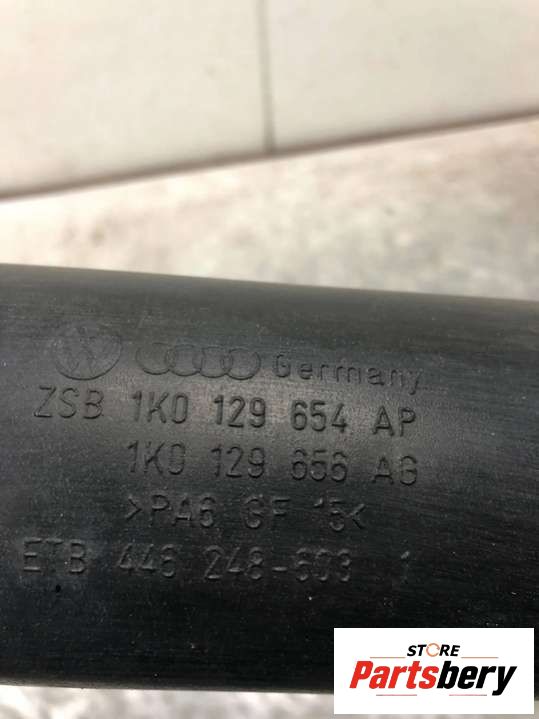 Germany
ZSB 1K0 129 654 AP
1K0 129 656 AG
>PA6 GF 15<
ETB 446 248-603 1
STORE
Partsbery